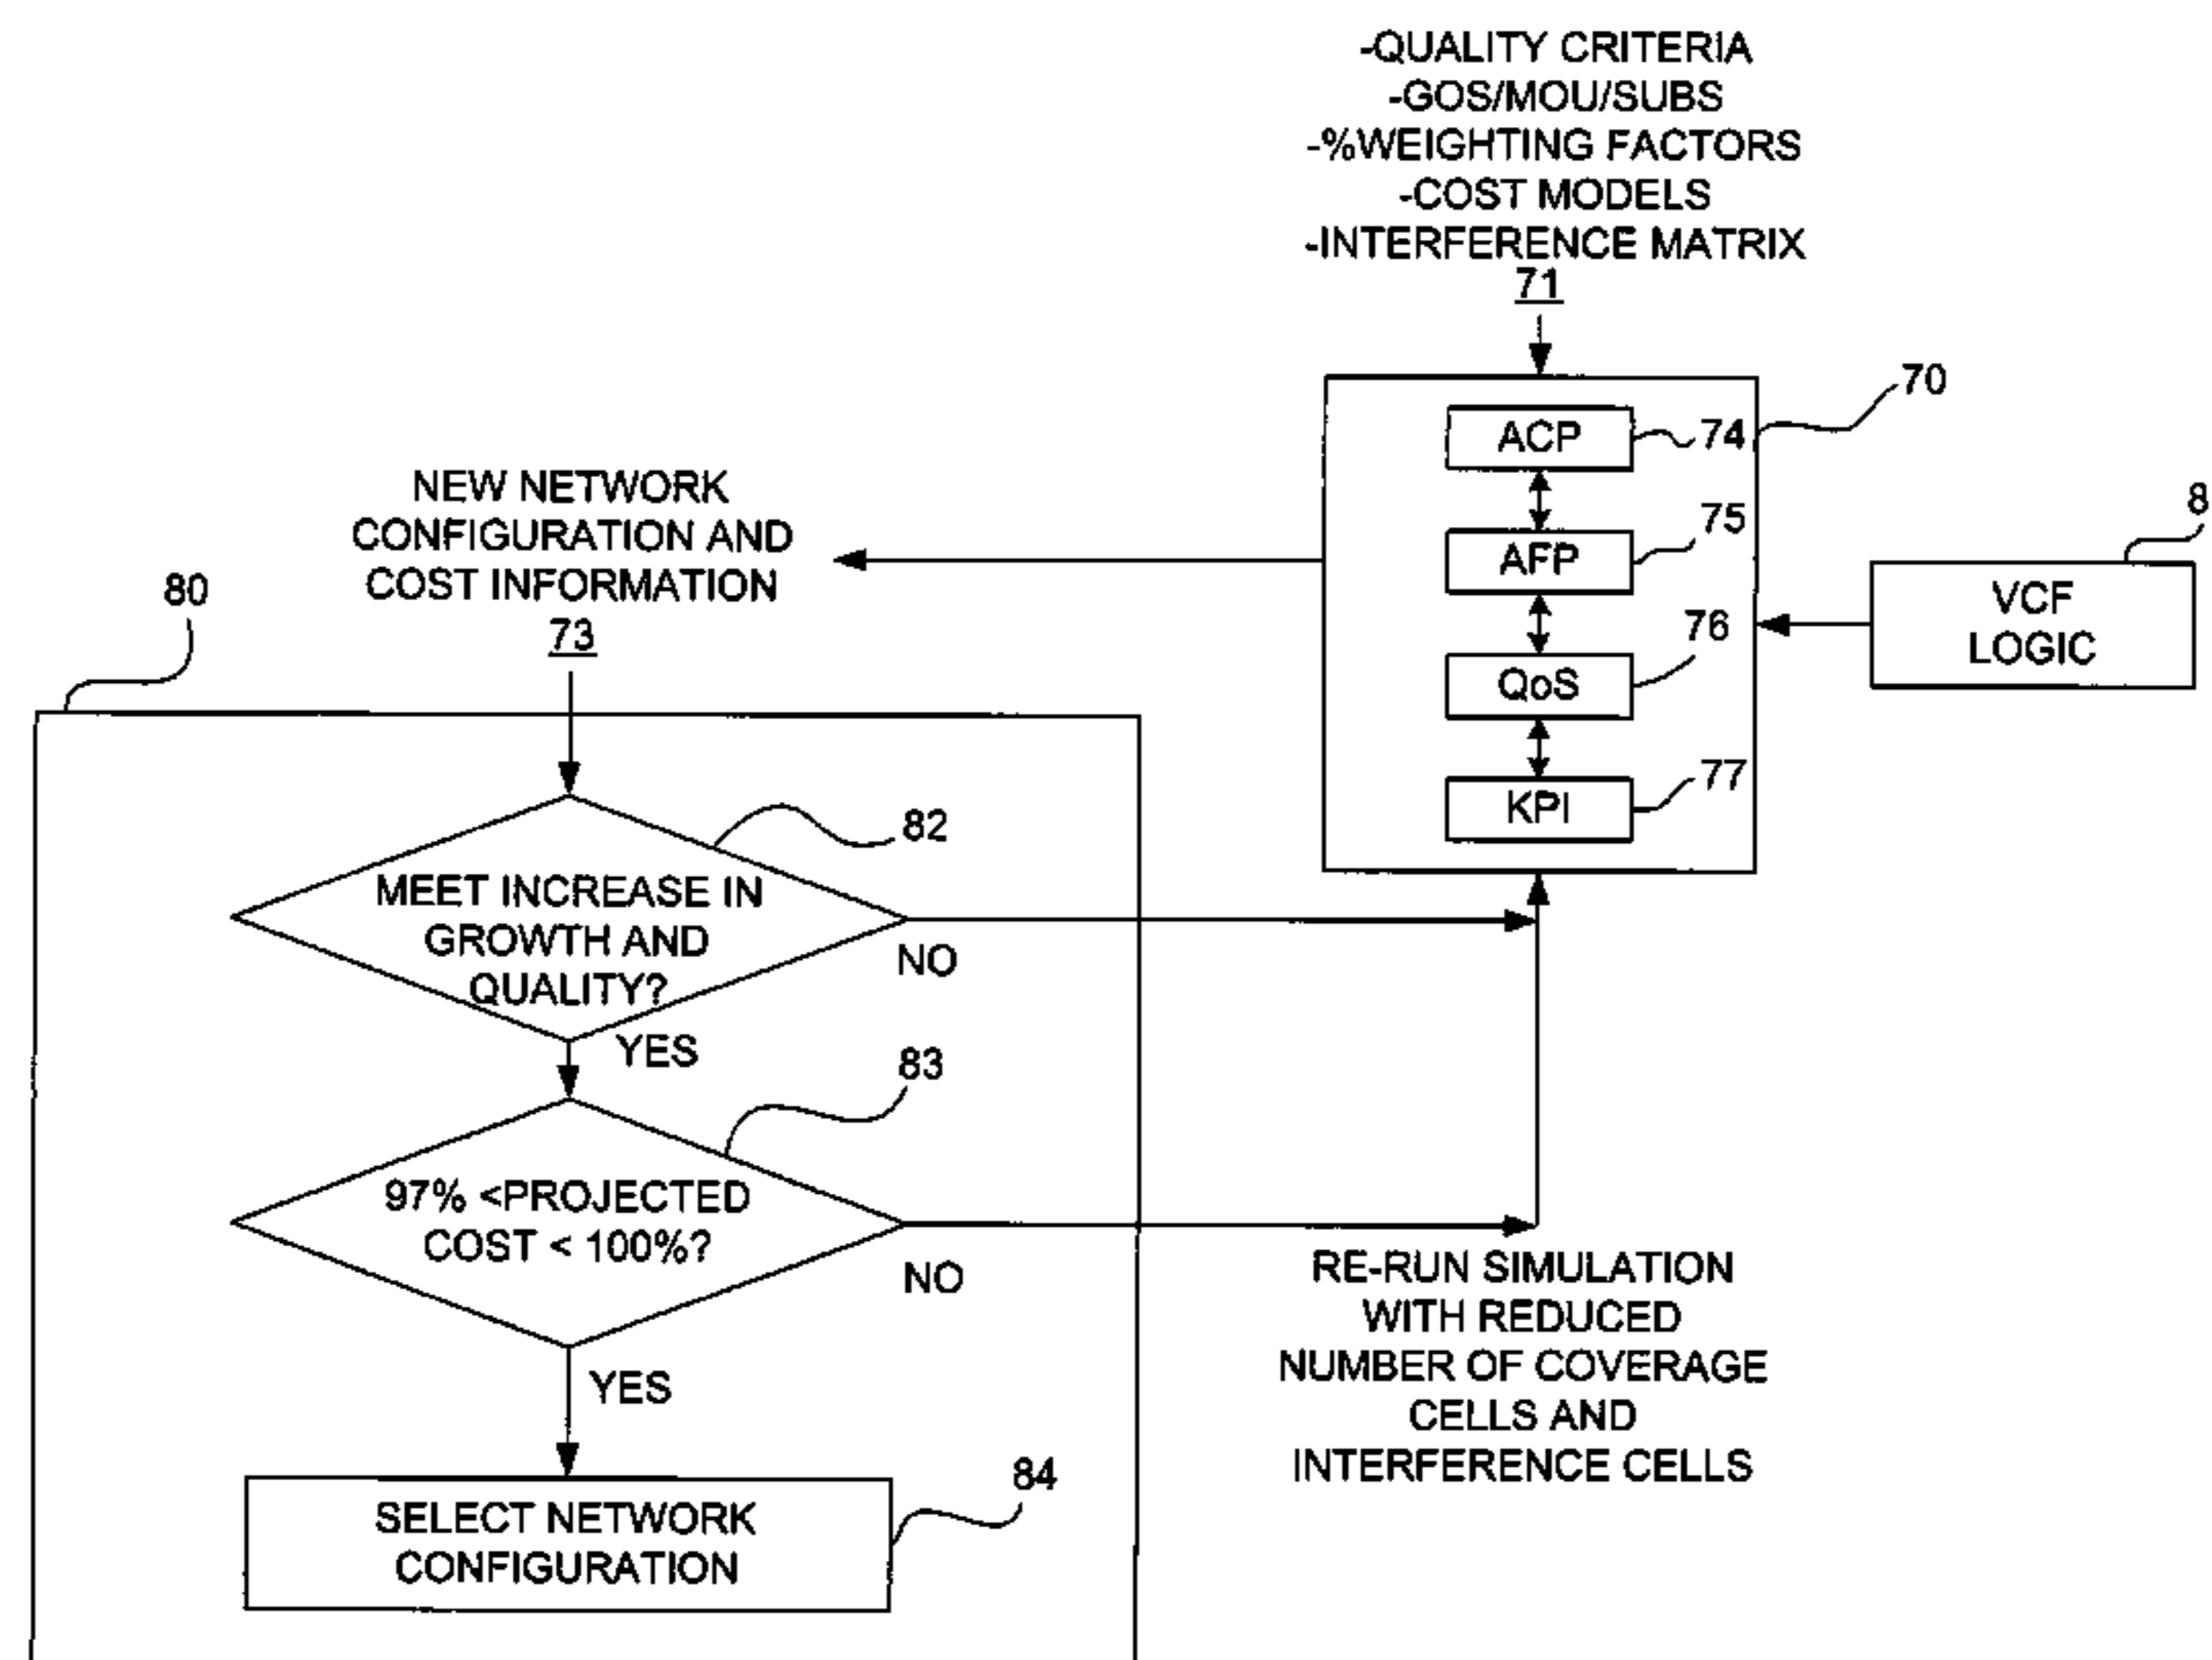 -QUALITY CRITERIA
-GOS/MOU/SUBS
-%WEIGHTING FACTORS
-COST MODELS
-INTERFERENCE MATRIX
71
70
ACP
74
AFP
75
QoS
76
KPI
77
8
VCF
LOGIC
NEW NETWORK
CONFIGURATION AND
COST INFORMATION
73
80
82
MEET INCREASE IN
GROWTH AND
QUALITY?
NO
YES
83
97% <PROJECTED
COST < 100%?
NO
YES
RE-RUN SIMULATION
WITH REDUCED
NUMBER OF COVERAGE
CELLS AND
INTERFERENCE CELLS
84
SELECT NETWORK
CONFIGURATION